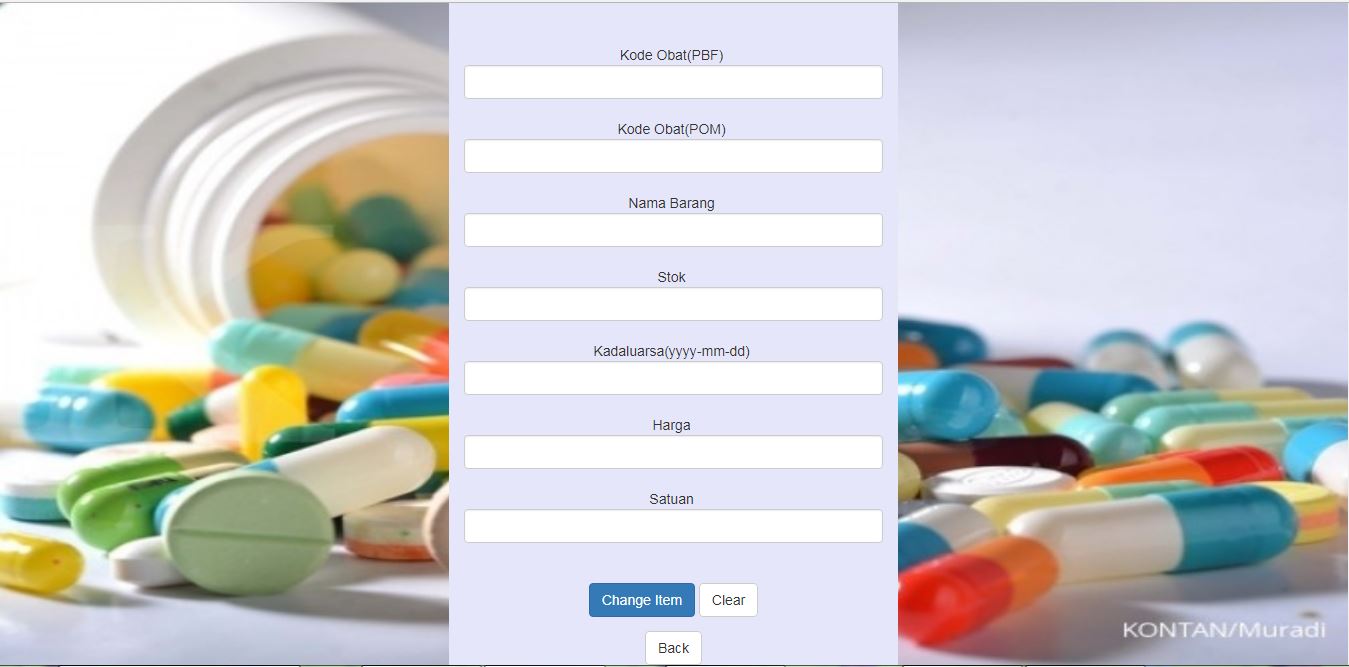 Kode Obat(PBF)
Kode Obat(POM)
Nama Barang
Stok
Kadaluarsa(yyyy-mm-dd)
Harga
Satuan
Change Item Clear
Back
KONTAN/Muradi